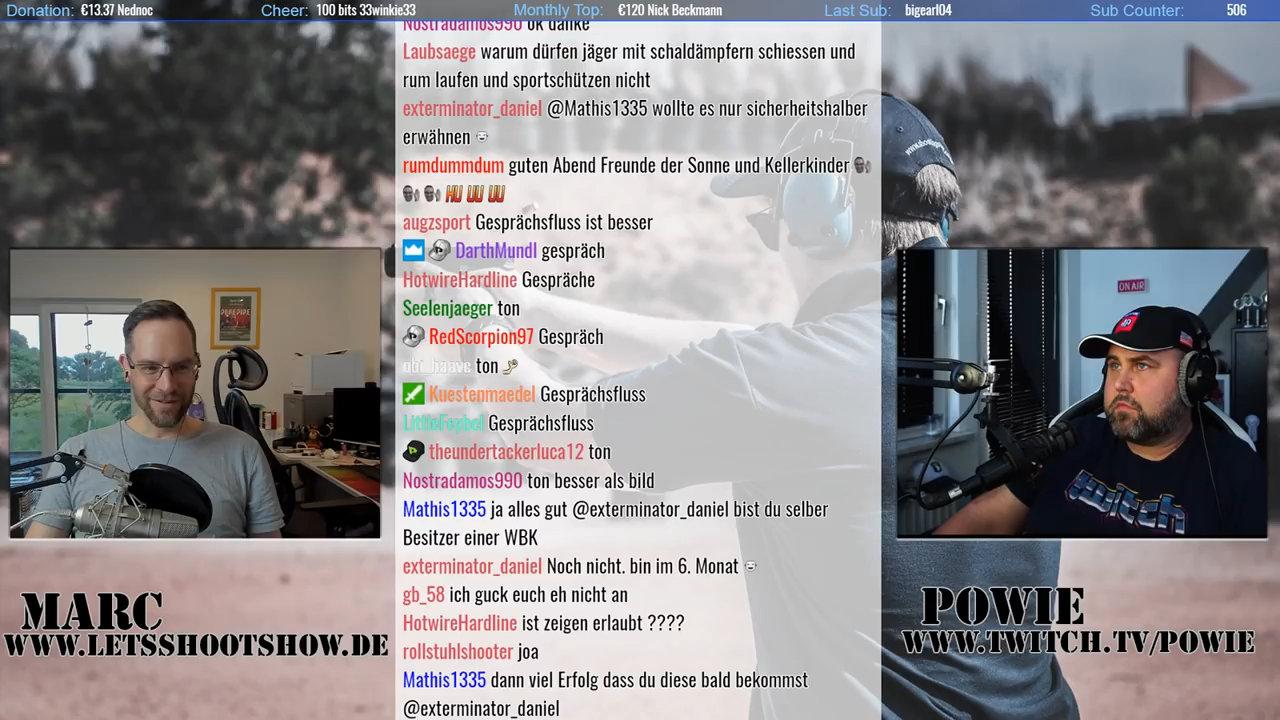 Donation: €13.37 Nednoc Cheer: 100 bits 33winkie33 Monthly Top: €120 Nick Beckmann Last Sub: bigearl04 Sub Counter: 506
Nostradamos990 ok danke
Laubsaege warum dürfen jäger mit schaldämpfern schiessen und
rum laufen und sportschützen nicht
exterminator_daniel @Mathis1335 wollte es nur sicherheitshalber
erwähnen
rumdummdum guten Abend Freunde der Sonne und Kellerkinder
HU UU UU
augzsport Gesprächsfluss ist besser
DarthMundl gespräch
HotwireHardline Gespräche
Seelenjaeger ton
RedScorpion97 Gespräch
ton
Kuestenmaedel Gesprächsfluss
Gesprächsfluss
theundertackerluca12 ton
Nostradamos990 ton besser als bild
Mathis1335 ja alles gut @exterminator_daniel bist du selber
Besitzer einer WBK
exterminator_daniel Noch nicht. bin im 6. Monat
gb_58 ich guck euch eh nicht an
HotwireHardline ist zeigen erlaubt ????
rollstuhlshooter joa
Mathis1335 dann viel Erfolg dass du diese bald bekommst
@exterminator_daniel
ON AIR
twitch
MARC
WWW.LETSSHOOTSHOW.DE
POWIE
WWW.TWITCH.TV/POWIE